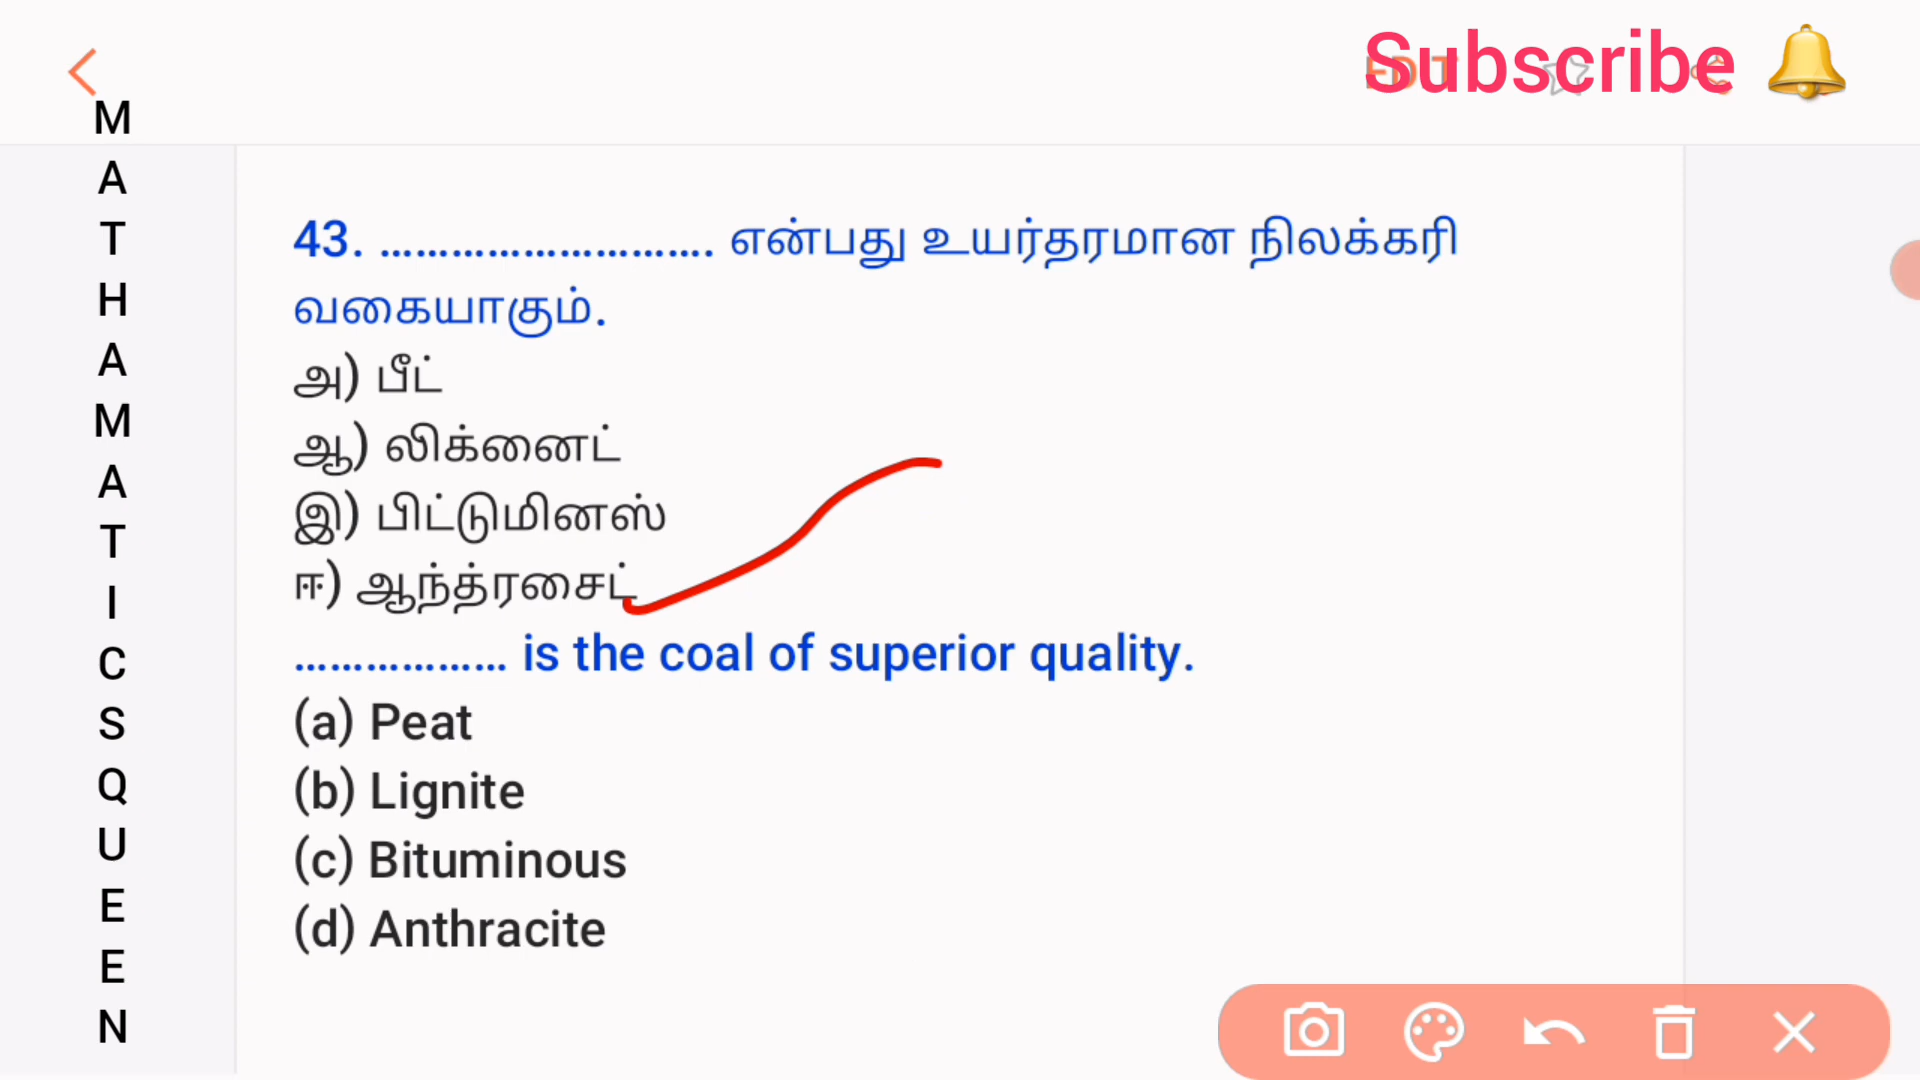 Subscribe 🔔
43. ............................ என்பது உயர்தரமான நிலக்கரி
வகையாகும்.
அ) பீட்
ஆ) லிக்னைட்
இ) பிட்டுமினஸ்
ஈ) ஆந்த்ரசைட்
.................. is the coal of superior quality.
(a) Peat
(b) Lignite
(c) Bituminous
(d) Anthracite
MATHAMATICSQUEEN